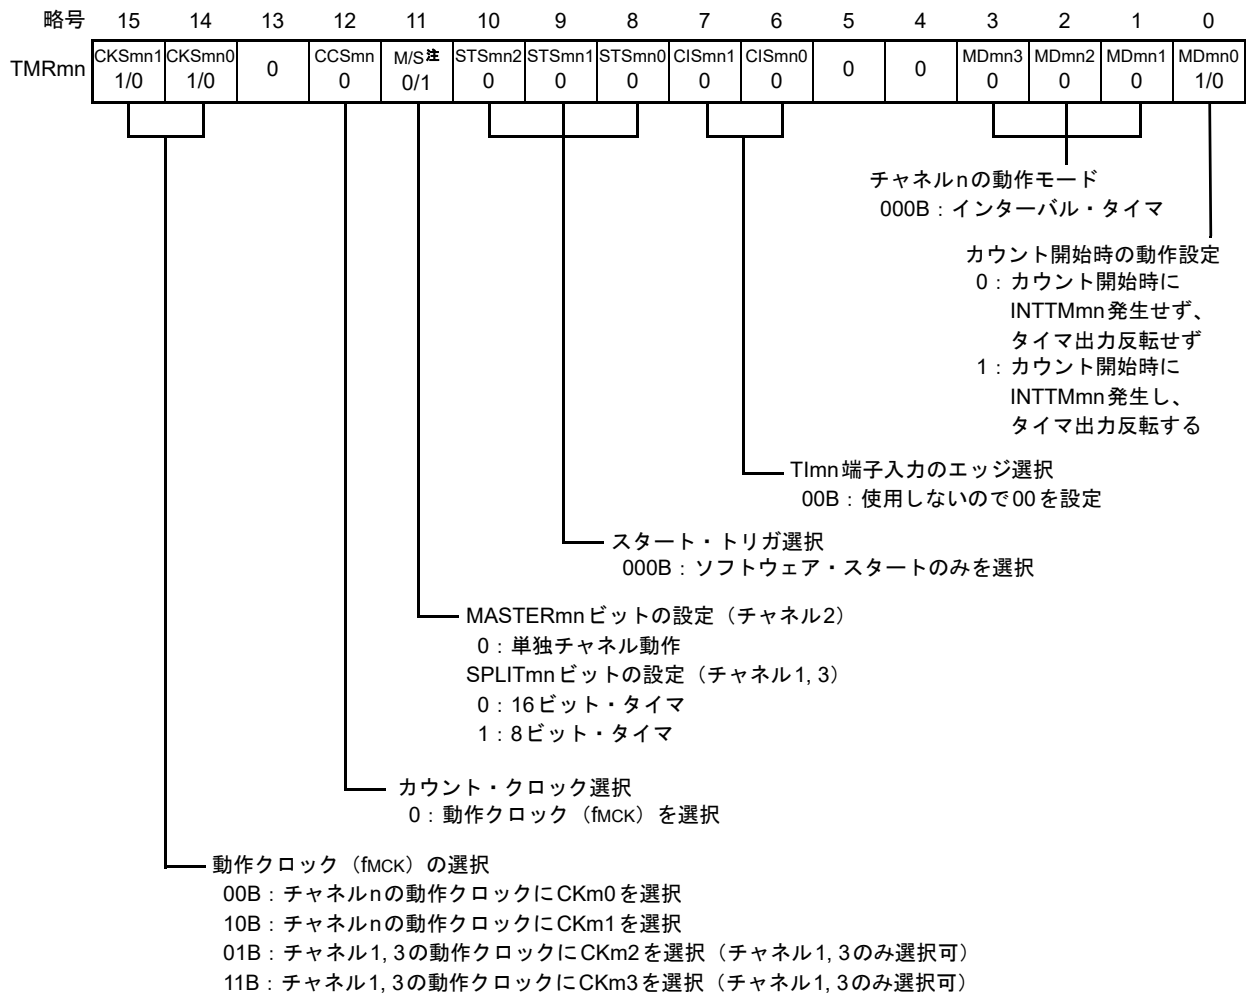 略号 15 14 13 12 11 10 9 8 7 6 5 4 3 2 1 0
TMRmn CKSmn1 CKSmn0 CCSmn M/S注 STSmn2 STSmn1 STSmn0 CISmn1 CISmn0 MDmn3 MDmn2 MDmn1 MDmn0
1/0 1/0 0 0 0/1 0 0 0 0 0 0 0 0 0 0 1/0
チャネルnの動作モード
000B：インターバル・タイマ
カウント開始時の動作設定
0：カウント開始時に
INTTMmn発生せず、
タイマ出力反転せず
1：カウント開始時に
INTTMmn発生し、
タイマ出力反転する
TImn端子入力のエッジ選択
00B：使用しないので00を設定
スタート・トリガ選択
000B：ソフトウェア・スタートのみを選択
MASTERmnビットの設定（チャネル2）
0：単独チャネル動作
SPLITmnビットの設定（チャネル1, 3）
0：16ビット・タイマ
1：8ビット・タイマ
カウント・クロック選択
0：動作クロック（fMCK）を選択
動作クロック（fMCK）の選択
00B：チャネルnの動作クロックにCKm0を選択
10B：チャネルnの動作クロックにCKm1を選択
01B：チャネル1, 3の動作クロックにCKm2を選択（チャネル1, 3のみ選択可）
11B：チャネル1, 3の動作クロックにCKm3を選択（チャネル1, 3のみ選択可）